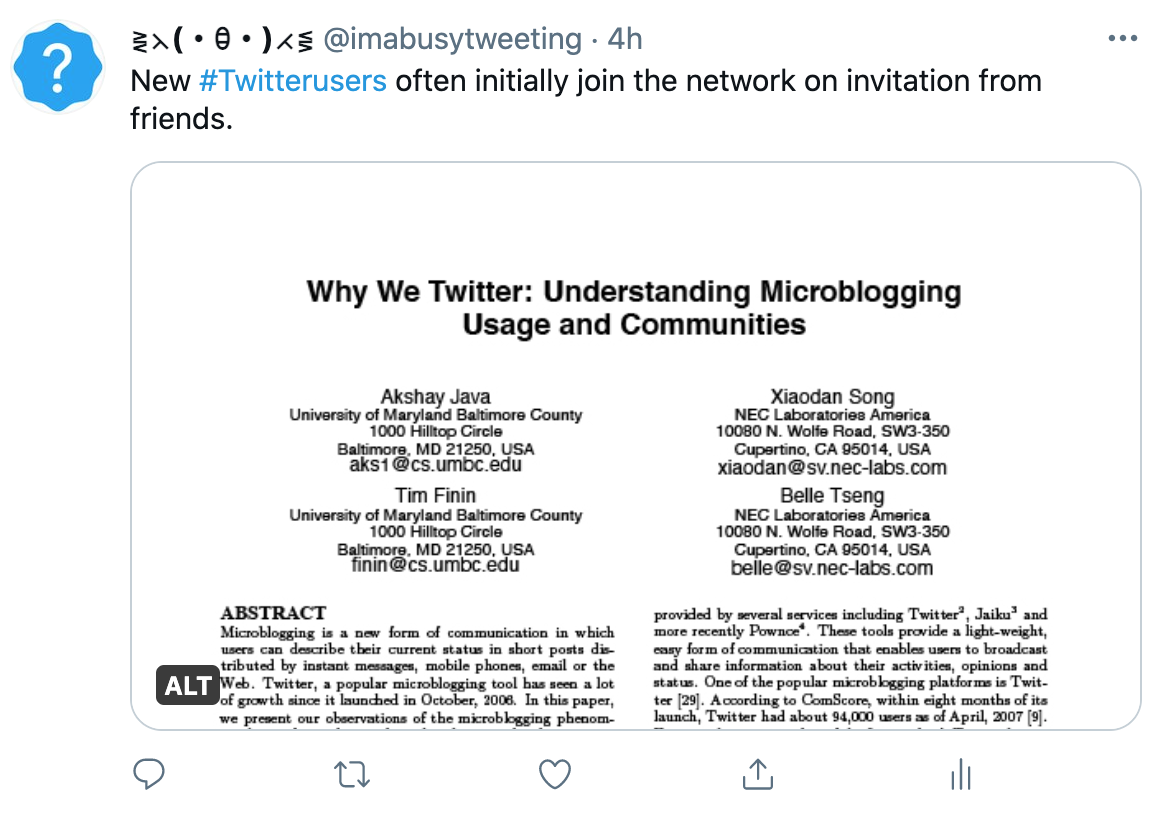 ⋛⋋(•θ•)⋌⋚ @imabusytweeting · 4h
New #Twitterusers often initially join the network on invitation from
friends.
Why We Twitter: Understanding Microblogging
Usage and Communities
Akshay Java
University of Maryland Baltimore County
1000 Hilltop Circle
Baltimore, MD 21250, USA
aks1@cs.umbc.edu
Xiaodan Song
NEC Laboratories America
10080 N. Wolfe Road, SW3-350
Cupertino, CA 95014, USA
xiaodan@sv.nec-labs.com
Tim Finin
University of Maryland Baltimore County
1000 Hilltop Circle
Baltimore, MD 21250, USA
finin@cs.umbc.edu
Belle Tseng
NEC Laboratories America
10080 N. Wolfe Road, SW3-350
Cupertino, CA 95014, USA
belle@sv.nec-labs.com
ABSTRACT
Microblogging is a new form of communication in which
users can describe their current status in short posts dis-
tributed by instant messages, mobile phones, email or the
Web. Twitter, a popular microblogging tool has seen a lot
of growth since it launched in October, 2006. In this paper,
we present our observations of the microblogging phenom-
provided by several services including Twitter², Jaiku³ and
more recently Pownce⁴. These tools provide a light-weight,
easy form of communication that enables users to broadcast
and share information about their activities, opinions and
status. One of the popular microblogging platforms is Twit-
ter [29]. According to ComScore, within eight months of its
launch, Twitter had about 94,000 users as of April, 2007 [9].
ALT